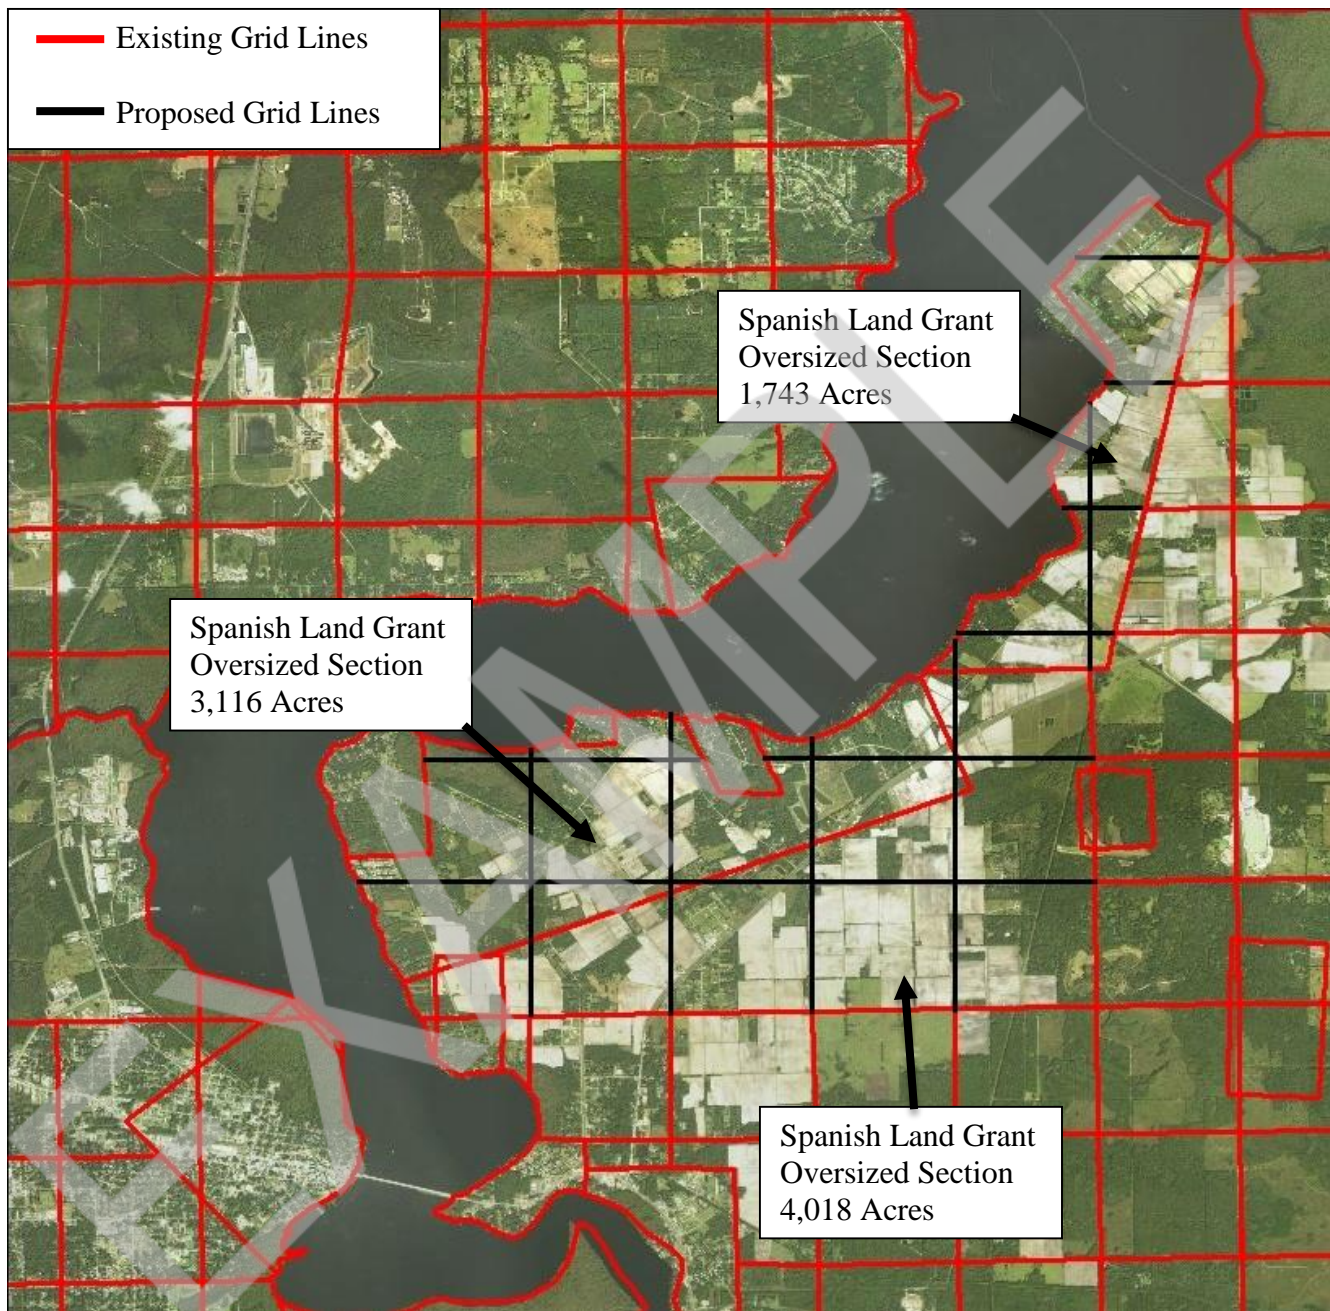 Existing Grid Lines
Proposed Grid Lines
Spanish Land Grant
Oversized Section
1,743 Acres
Spanish Land Grant
Oversized Section
3,116 Acres
Spanish Land Grant
Oversized Section
4,018 Acres
EXAMPLE